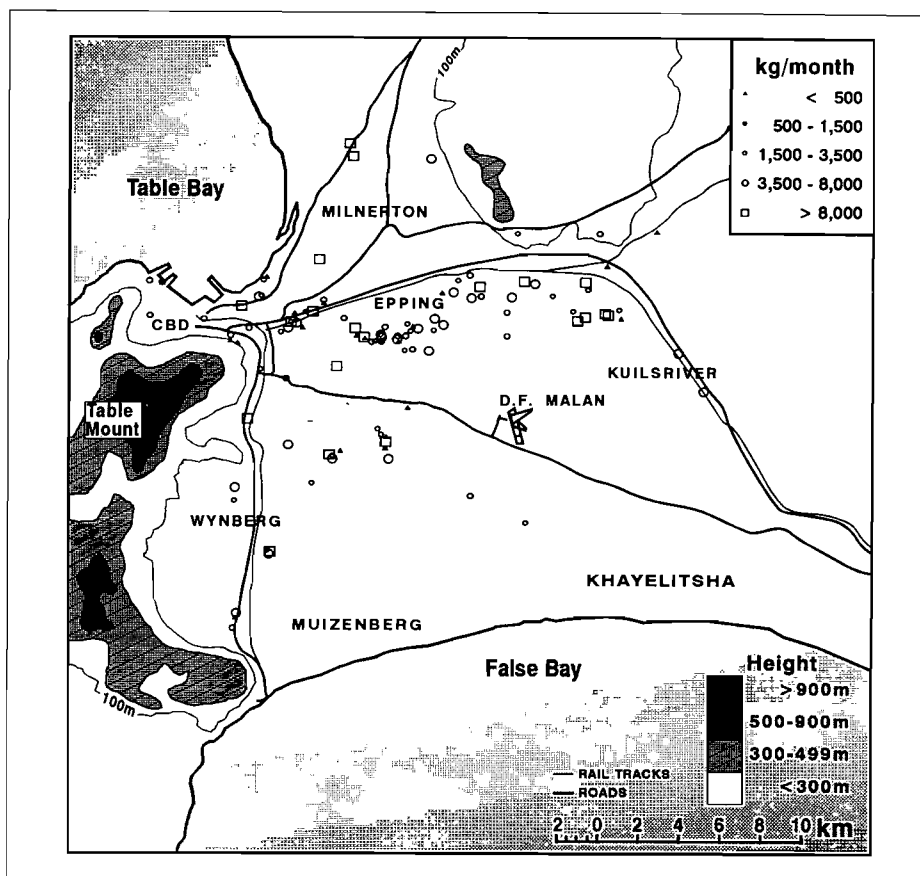 kg/month
< 500
500 - 1,500
1,500 - 3,500
3,500 - 8,000
> 8,000
100m
Table Bay
MILNERTON
EPPING
CBD
KUILSRIVER
D.F. MALAN
Table
Mount
WYNBERG
KHAYELITSHA
MUIZENBERG
False Bay
100m
Height
> 900m
500-900m
300-499m
< 300m
RAIL TRACKS
ROADS
2 0 2 4 6 8 10 km